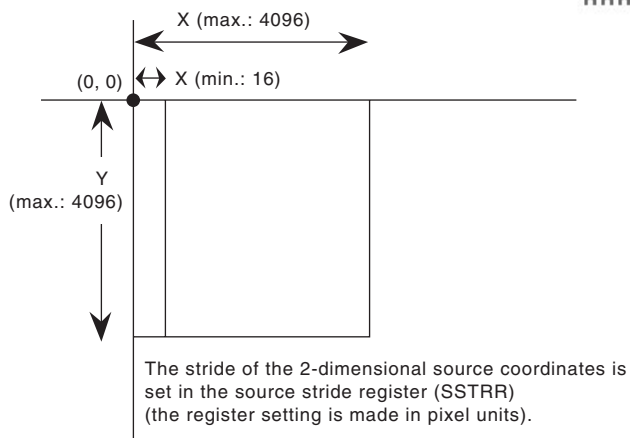 X (max.: 4096)
(0, 0)
X (min.: 16)
Y
(max.: 4096)
The stride of the 2-dimensional source coordinates is
set in the source stride register (SSTRR)
(the register setting is made in pixel units).